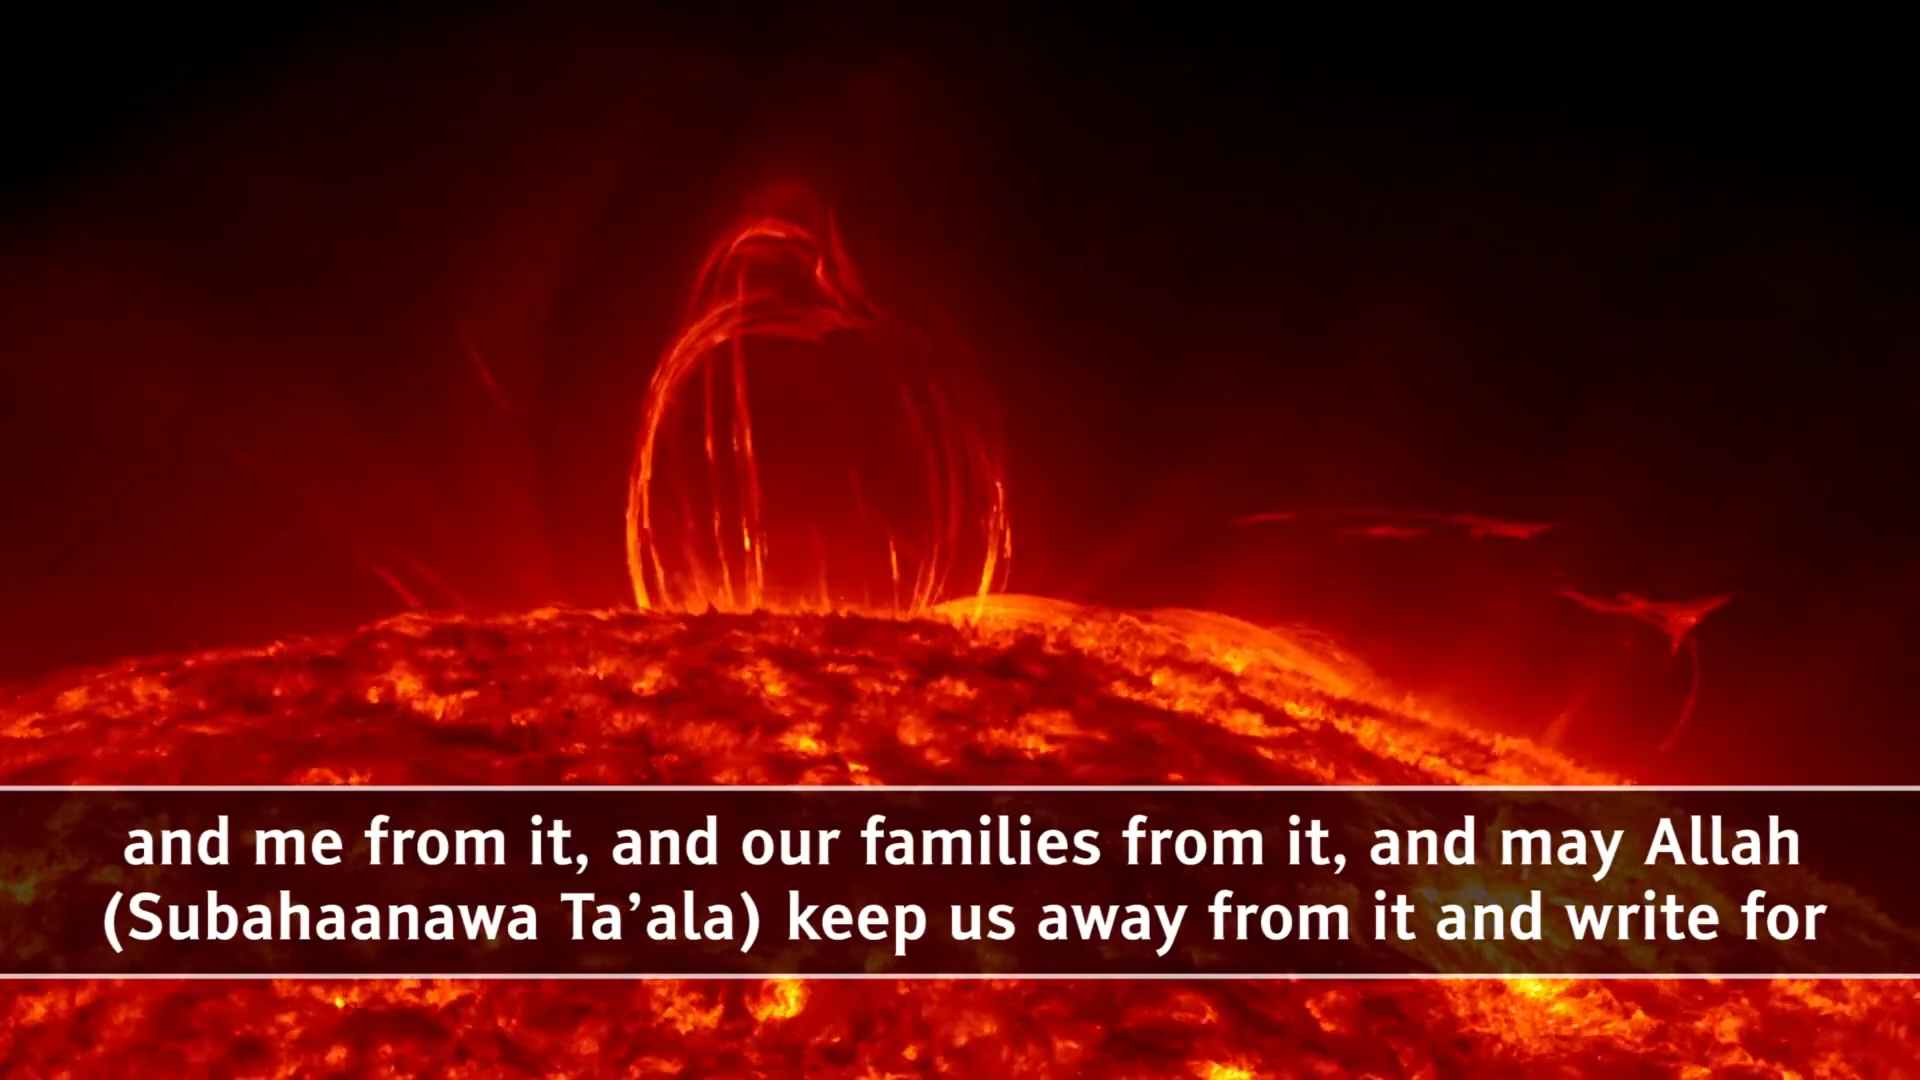 and me from it, and our families from it, and may Allah
(Subahaanawa Ta’ala) keep us away from it and write for